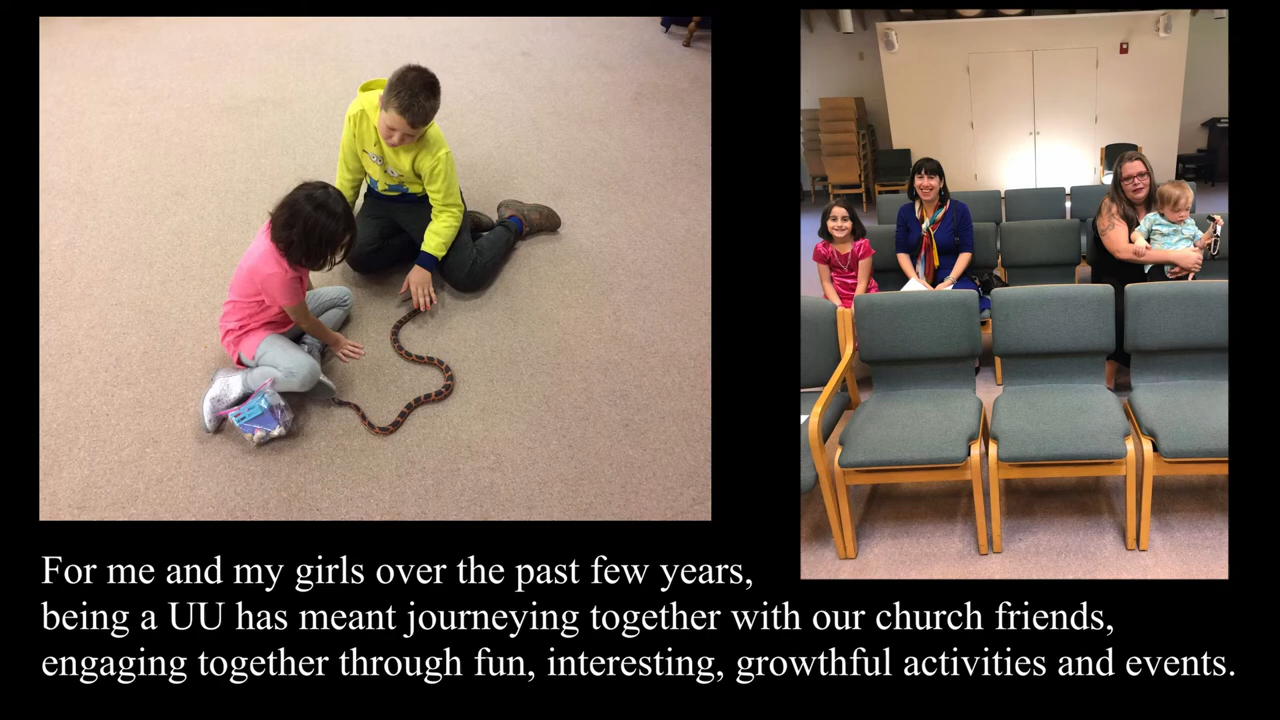 For me and my girls over the past few years,
being a UU has meant journeying together with our church friends,
engaging together through fun, interesting, growthful activities and events.